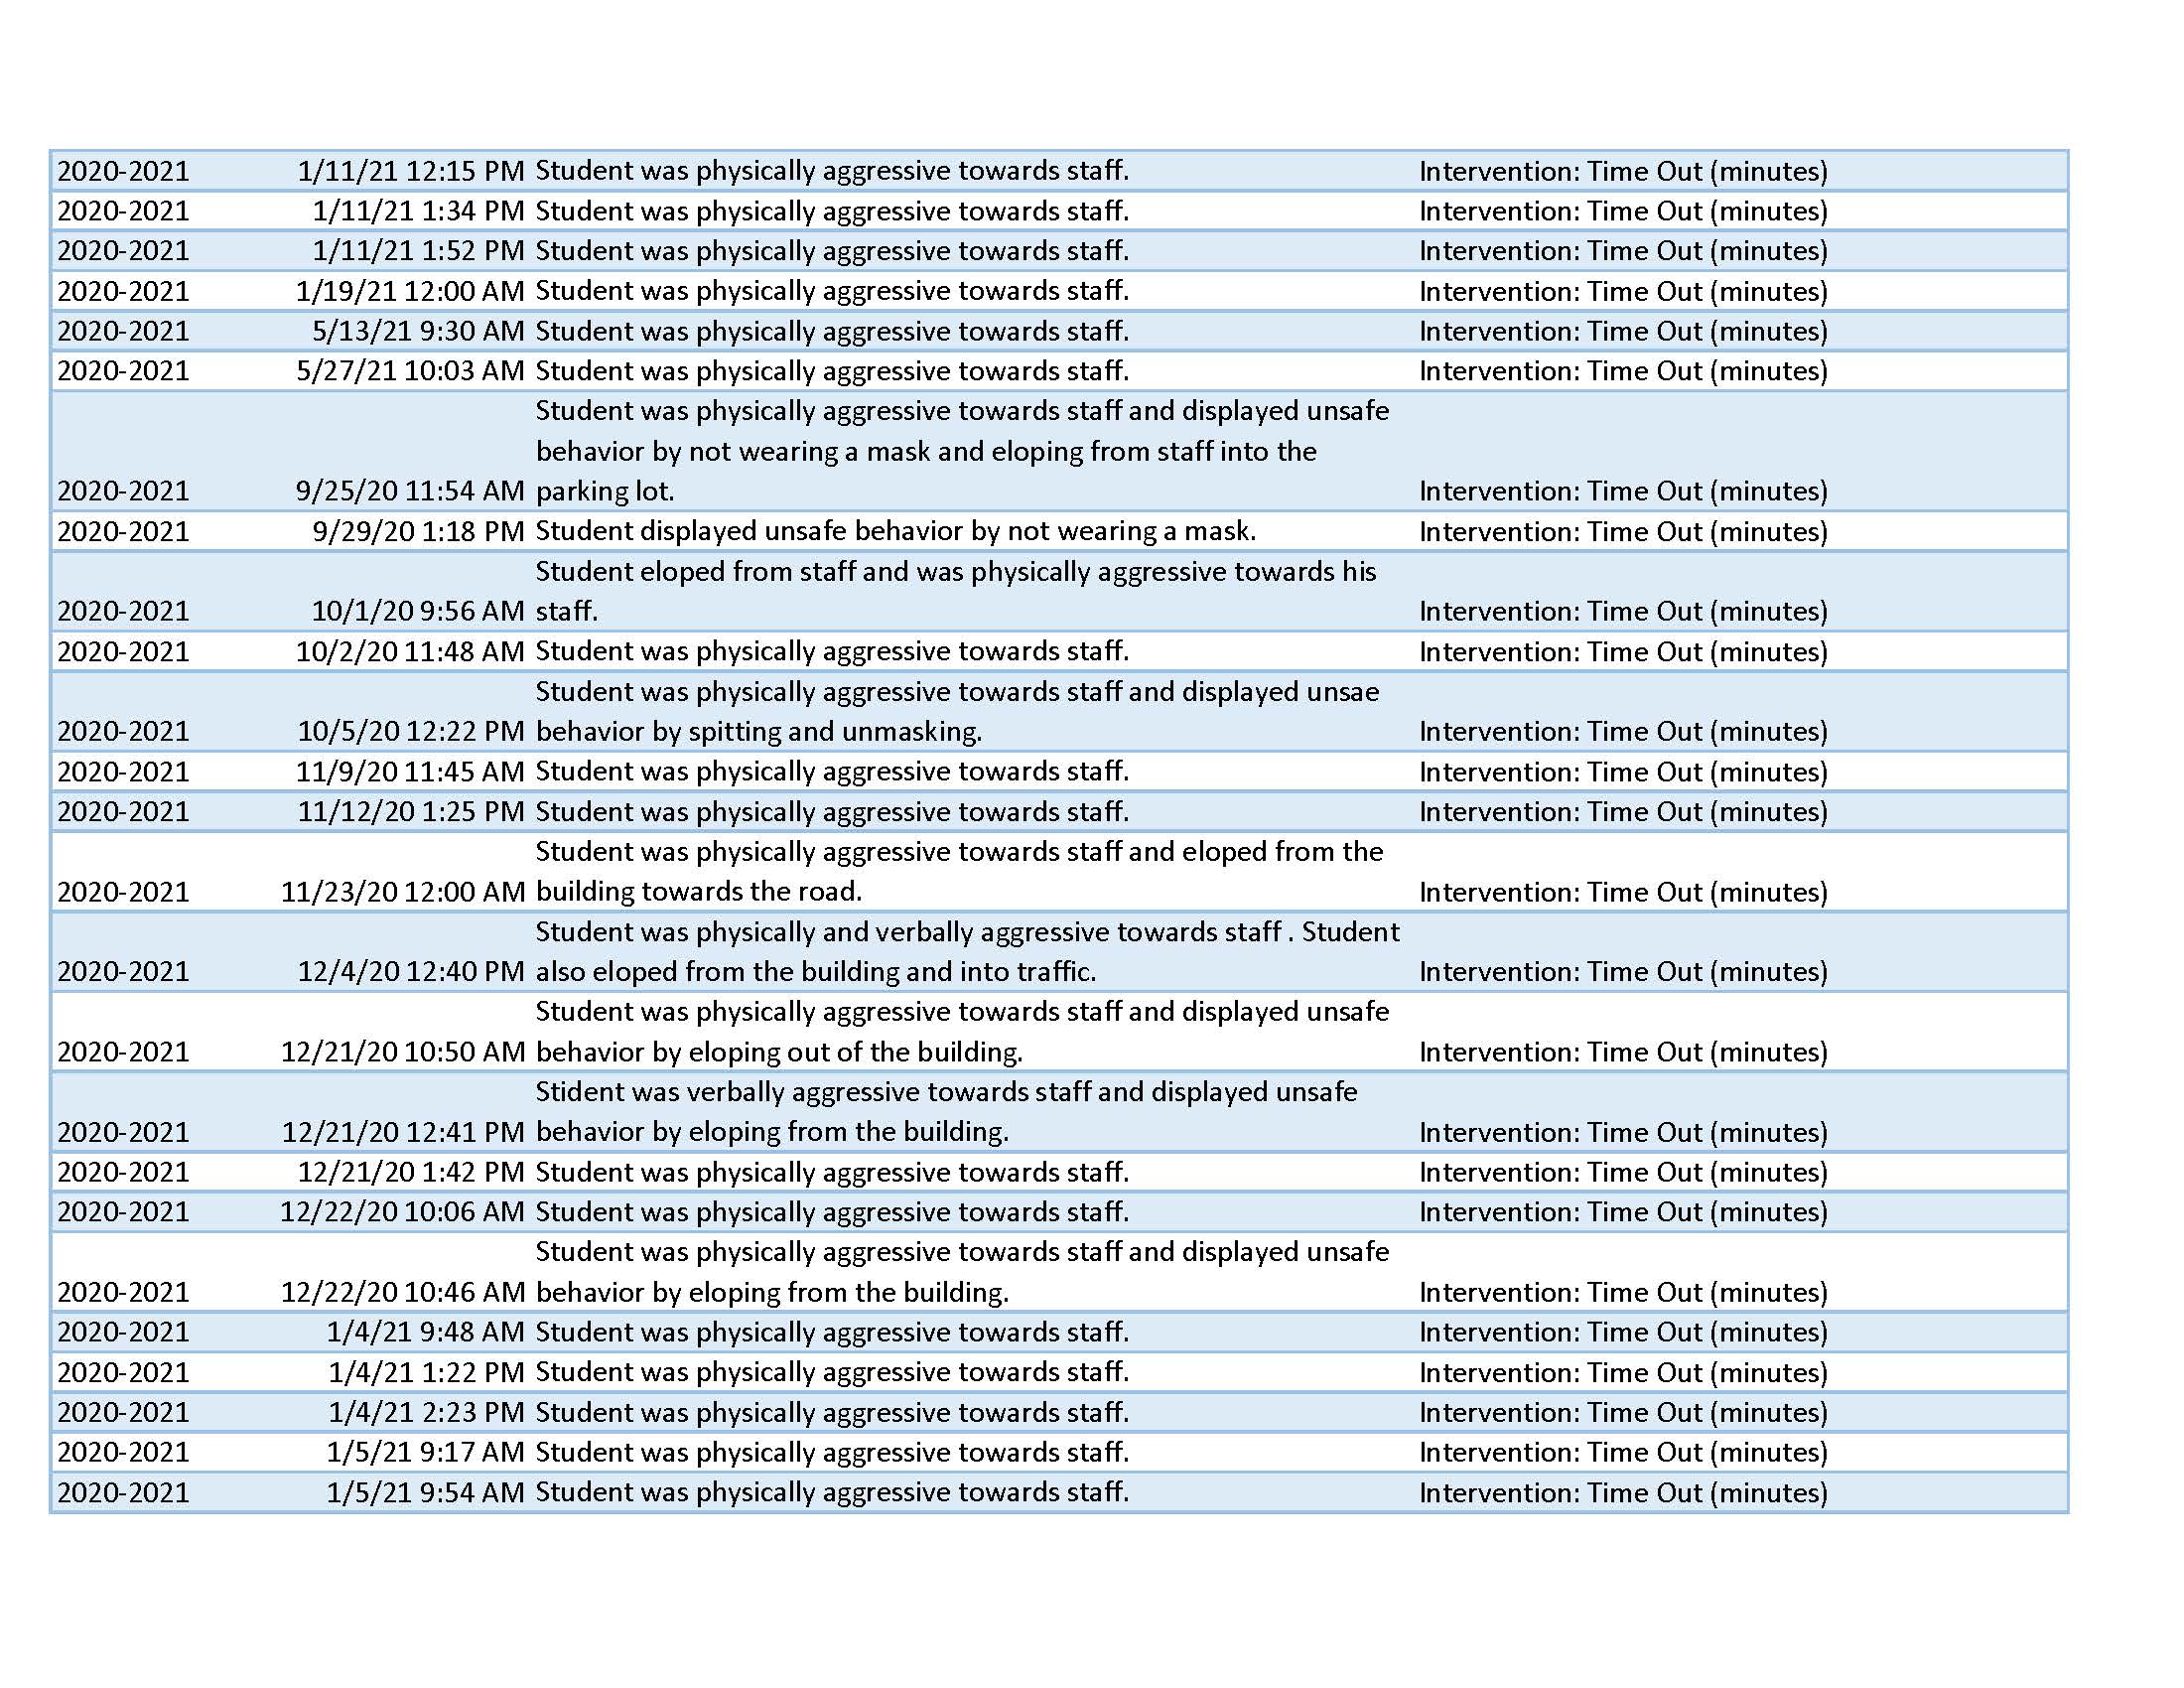 2020-2021 1/11/21 12:15 PM Student was physically aggressive towards staff. Intervention: Time Out (minutes)
2020-2021 1/11/21 1:34 PM Student was physically aggressive towards staff. Intervention: Time Out (minutes)
2020-2021 1/11/21 1:52 PM Student was physically aggressive towards staff. Intervention: Time Out (minutes)
2020-2021 1/19/21 12:00 AM Student was physically aggressive towards staff. Intervention: Time Out (minutes)
2020-2021 5/13/21 9:30 AM Student was physically aggressive towards staff. Intervention: Time Out (minutes)
2020-2021 5/27/21 10:03 AM Student was physically aggressive towards staff. Intervention: Time Out (minutes)
Student was physically aggressive towards staff and displayed unsafe
behavior by not wearing a mask and eloping from staff into the
2020-2021 9/25/20 11:54 AM parking lot. Intervention: Time Out (minutes)
2020-2021 9/29/20 1:18 PM Student displayed unsafe behavior by not wearing a mask. Intervention: Time Out (minutes)
Student eloped from staff and was physically aggressive towards his
2020-2021 10/1/20 9:56 AM staff. Intervention: Time Out (minutes)
2020-2021 10/2/20 11:48 AM Student was physically aggressive towards staff. Intervention: Time Out (minutes)
Student was physically aggressive towards staff and displayed unsae
2020-2021 10/5/20 12:22 PM behavior by spitting and unmasking. Intervention: Time Out (minutes)
2020-2021 11/9/20 11:45 AM Student was physically aggressive towards staff. Intervention: Time Out (minutes)
2020-2021 11/12/20 1:25 PM Student was physically aggressive towards staff. Intervention: Time Out (minutes)
Student was physically aggressive towards staff and eloped from the
2020-2021 11/23/20 12:00 AM building towards the road. Intervention: Time Out (minutes)
Student was physically and verbally aggressive towards staff . Student
2020-2021 12/4/20 12:40 PM also eloped from the building and into traffic. Intervention: Time Out (minutes)
Student was physically aggressive towards staff and displayed unsafe
2020-2021 12/21/20 10:50 AM behavior by eloping out of the building. Intervention: Time Out (minutes)
Stident was verbally aggressive towards staff and displayed unsafe
2020-2021 12/21/20 12:41 PM behavior by eloping from the building. Intervention: Time Out (minutes)
2020-2021 12/21/20 1:42 PM Student was physically aggressive towards staff. Intervention: Time Out (minutes)
2020-2021 12/22/20 10:06 AM Student was physically aggressive towards staff. Intervention: Time Out (minutes)
Student was physically aggressive towards staff and displayed unsafe
2020-2021 12/22/20 10:46 AM behavior by eloping from the building. Intervention: Time Out (minutes)
2020-2021 1/4/21 9:48 AM Student was physically aggressive towards staff. Intervention: Time Out (minutes)
2020-2021 1/4/21 1:22 PM Student was physically aggressive towards staff. Intervention: Time Out (minutes)
2020-2021 1/4/21 2:23 PM Student was physically aggressive towards staff. Intervention: Time Out (minutes)
2020-2021 1/5/21 9:17 AM Student was physically aggressive towards staff. Intervention: Time Out (minutes)
2020-2021 1/5/21 9:54 AM Student was physically aggressive towards staff. Intervention: Time Out (minutes)